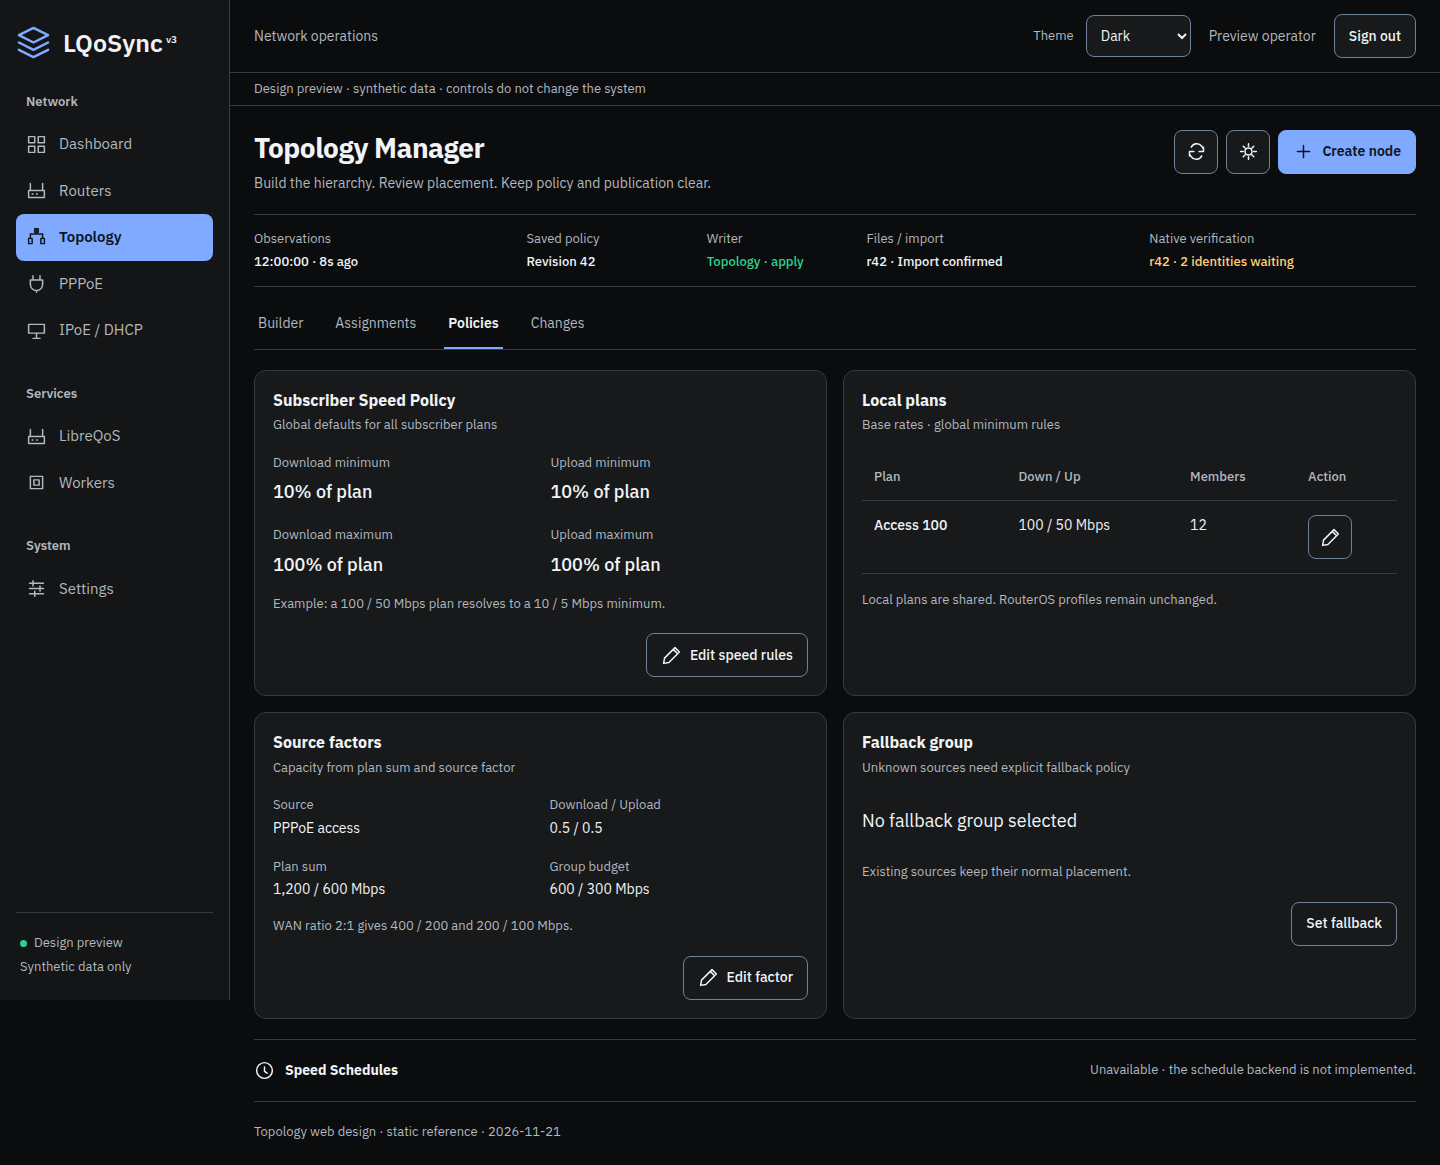 LQoSync v3
Network
Dashboard
Routers
Topology
PPPoE
IPoE / DHCP
Services
LibreQoS
Workers
System
Settings
Design preview
Synthetic data only
Network operations
Theme
Dark
Preview operator
Sign out
Design preview · synthetic data · controls do not change the system
Topology Manager
Build the hierarchy. Review placement. Keep policy and publication clear.
Create node
Observations
12:00:00 · 8s ago
Saved policy
Revision 42
Writer
Topology · apply
Files / import
r42 · Import confirmed
Native verification
r42 · 2 identities waiting
Builder
Assignments
Policies
Changes
Subscriber Speed Policy
Global defaults for all subscriber plans
Download minimum
10% of plan
Upload minimum
10% of plan
Download maximum
100% of plan
Upload maximum
100% of plan
Example: a 100 / 50 Mbps plan resolves to a 10 / 5 Mbps minimum.
Edit speed rules
Local plans
Base rates · global minimum rules
Plan Down / Up Members Action
Access 100 100 / 50 Mbps 12
Local plans are shared. RouterOS profiles remain unchanged.
Source factors
Capacity from plan sum and source factor
Source
PPPoE access
Download / Upload
0.5 / 0.5
Plan sum
1,200 / 600 Mbps
Group budget
600 / 300 Mbps
WAN ratio 2:1 gives 400 / 200 and 200 / 100 Mbps.
Edit factor
Fallback group
Unknown sources need explicit fallback policy
No fallback group selected
Existing sources keep their normal placement.
Set fallback
Speed Schedules
Unavailable · the schedule backend is not implemented.
Topology web design · static reference · 2026-11-21